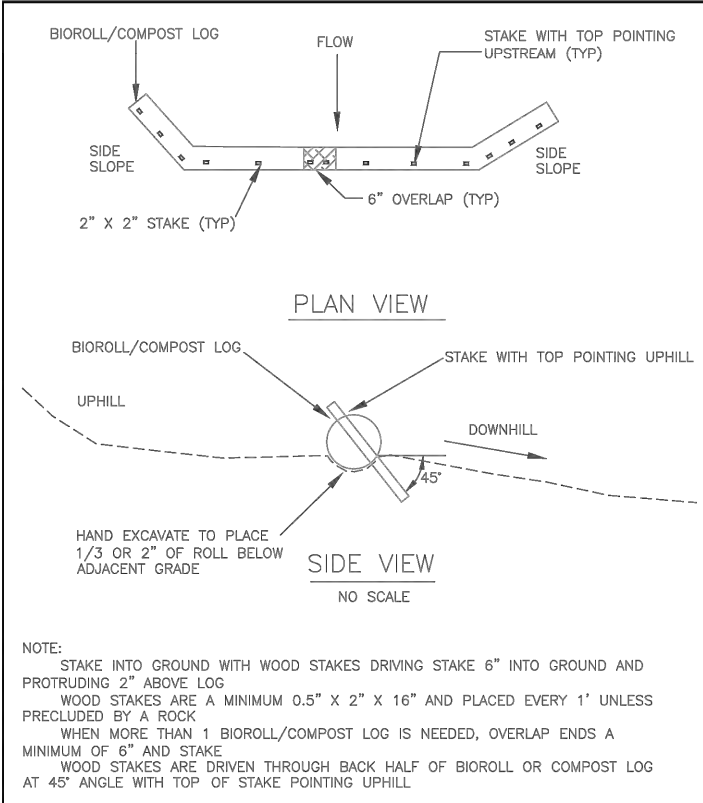 BIOROLL/COMPOST LOG
FLOW
STAKE WITH TOP POINTING
UPSTREAM (TYP)
SIDE
SLOPE
SIDE
SLOPE
6" OVERLAP (TYP)
2" X 2" STAKE (TYP)
PLAN VIEW
BIOROLL/COMPOST LOG
STAKE WITH TOP POINTING UPHILL
UPHILL
DOWNHILL
45°
HAND EXCAVATE TO PLACE
1/3 OR 2" OF ROLL BELOW
ADJACENT GRADE
SIDE VIEW
NO SCALE
NOTE:
STAKE INTO GROUND WITH WOOD STAKES DRIVING STAKE 6" INTO GROUND AND
PROTRUDING 2" ABOVE LOG
WOOD STAKES ARE A MINIMUM 0.5" X 2" X 16" AND PLACED EVERY 1' UNLESS
PRECLUDED BY A ROCK
WHEN MORE THAN 1 BIOROLL/COMPOST LOG IS NEEDED, OVERLAP ENDS A
MINIMUM OF 6" AND STAKE
WOOD STAKES ARE DRIVEN THROUGH BACK HALF OF BIOROLL OR COMPOST LOG
AT 45° ANGLE WITH TOP OF STAKE POINTING UPHILL